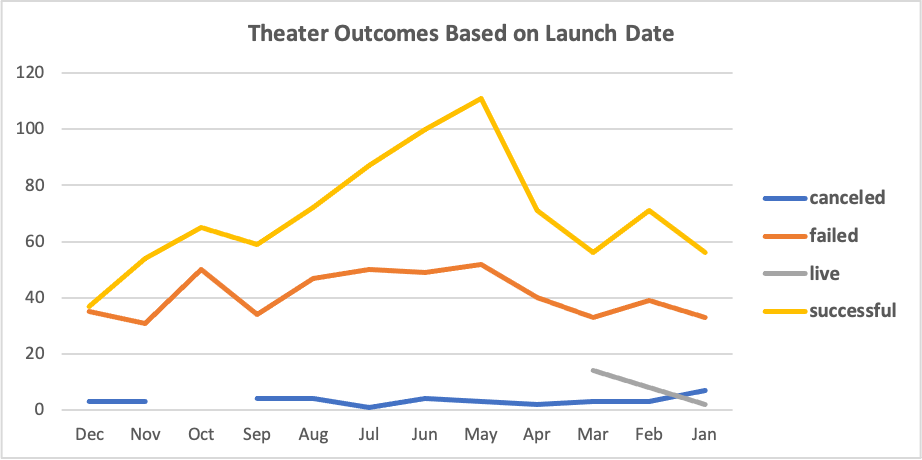 Theater Outcomes Based on Launch Date
120
100
80
60
40
20
0
Dec Nov Oct Sep Aug Jul Jun May Apr Mar Feb Jan
canceled
failed
live
successful